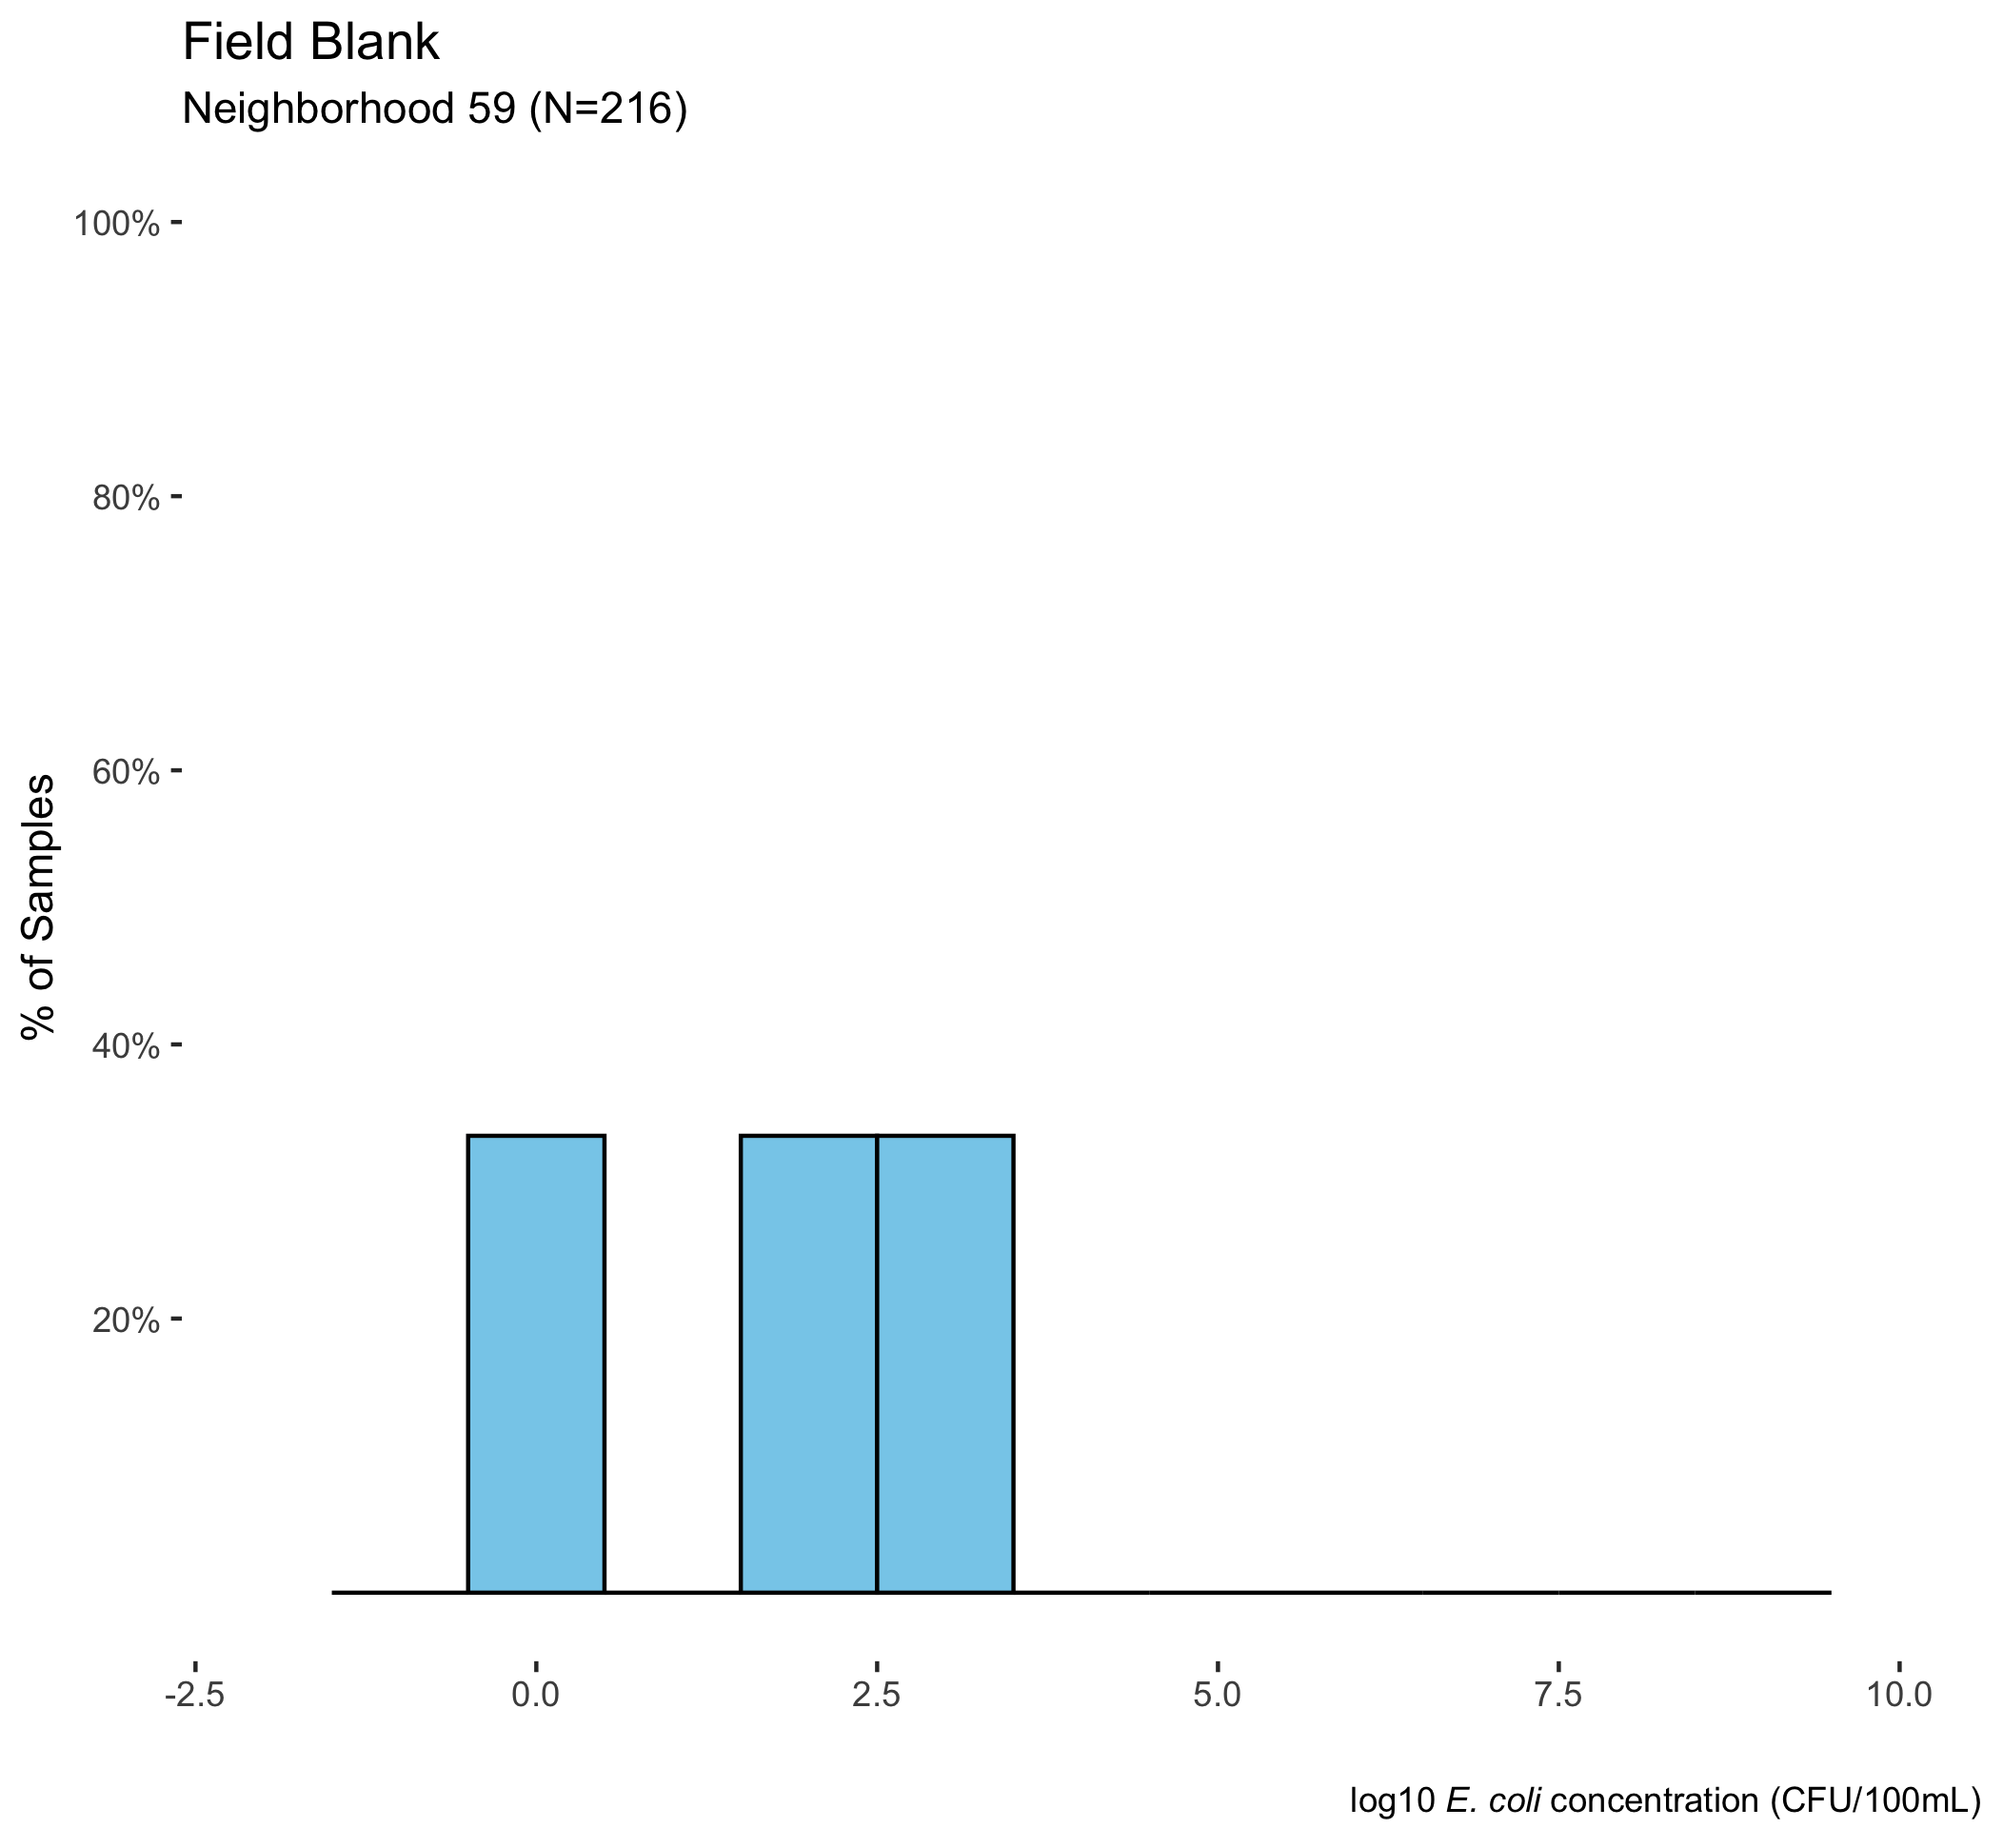 Field Blank
Neighborhood 59 (N=216)
100%
80%
60%
40%
20%
% of Samples
-2.5 0.0 2.5 5.0 7.5 10.0
log10 E. coli concentration (CFU/100mL)